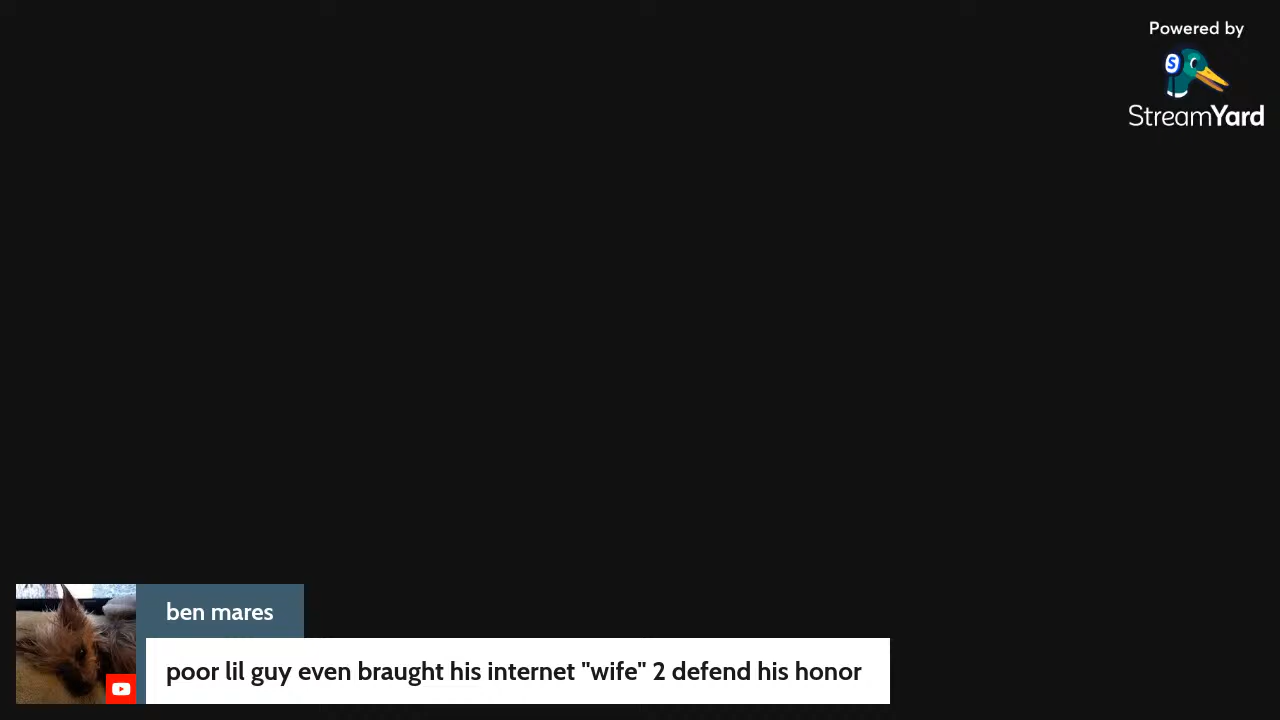 Powered by
S
StreamYard
ben mares
poor lil guy even braught his internet "wife" 2 defend his honor